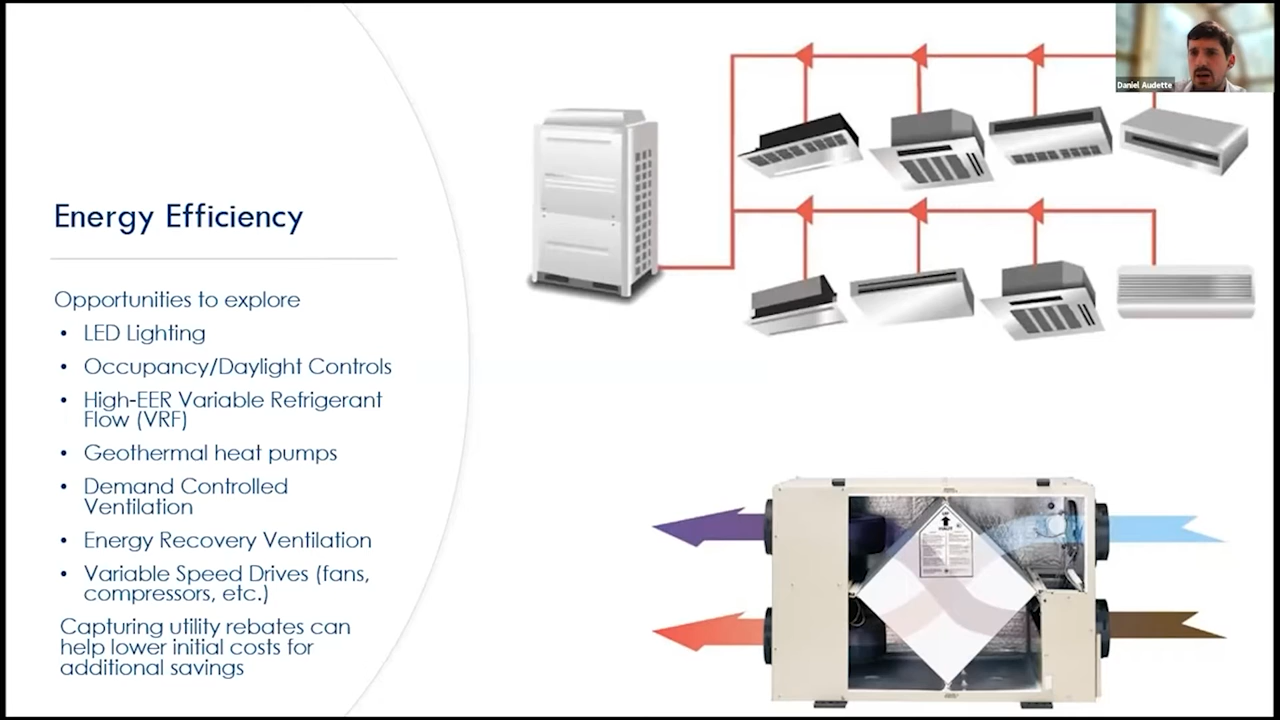 Energy Efficiency
Opportunities to explore
• LED Lighting
• Occupancy/Daylight Controls
• High-EER Variable Refrigerant
Flow (VRF)
• Geothermal heat pumps
• Demand Controlled
Ventilation
• Energy Recovery Ventilation
• Variable Speed Drives (fans,
compressors, etc.)
Capturing utility rebates can
help lower initial costs for
additional savings
Daniel Audette